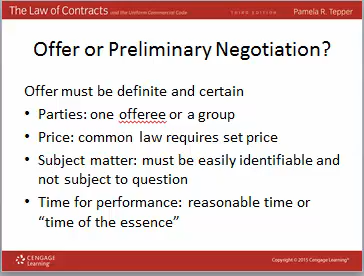 The Law of Contracts and the Uniform Commercial Code THIRD EDITION Pamela R. Tepper
Offer or Preliminary Negotiation?
Offer must be definite and certain
• Parties: one offeree or a group
• Price: common law requires set price
• Subject matter: must be easily identifiable and
not subject to question
• Time for performance: reasonable time or
“time of the essence”
CENGAGE
Learning™
Copyright © 2015 Cengage Learning®